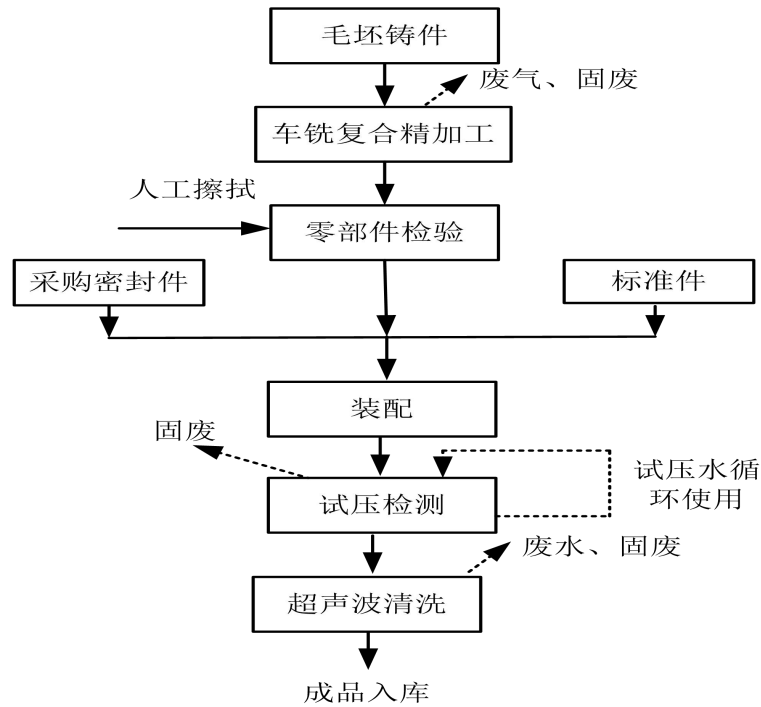 毛坯铸件
废气、固废
车铣复合精加工
人工擦拭
零部件检验
采购密封件
标准件
装配
固废
试压水循
环使用
试压检测
废水、固废
超声波清洗
成品入库